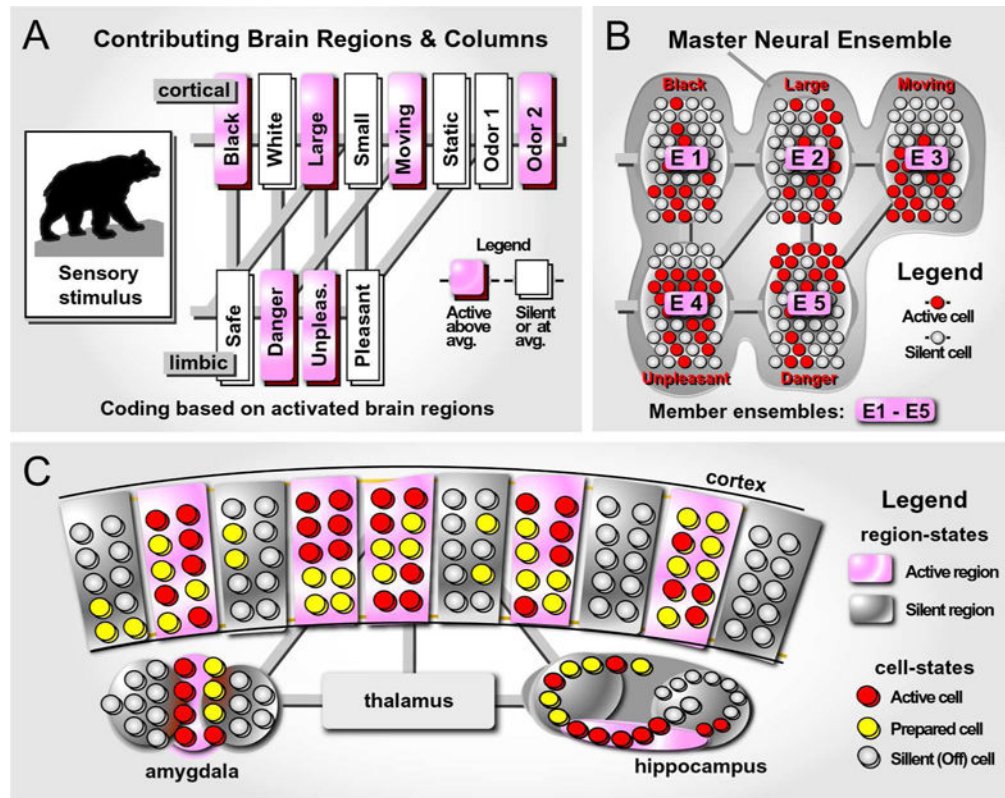 A
Contributing Brain Regions & Columns
cortical
Black
White
Large
Small
Moving
Static
Odor 1
Odor 2
Sensory
stimulus
Safe
Danger
Unpleas.
Pleasant
limbic
Legend
Active
above
avg.
Silent
or at
avg.
Coding based on activated brain regions
B
Master Neural Ensemble
Black
Large
Moving
E 1
E 2
E 3
E 4
E 5
Unpleasant
Danger
Legend
Active cell
Silent cell
Member ensembles: E1 - E5
C
cortex
thalamus
amygdala
hippocampus
Legend
region-states
Active region
Silent region
cell-states
Active cell
Prepared cell
Sillent (Off) cell